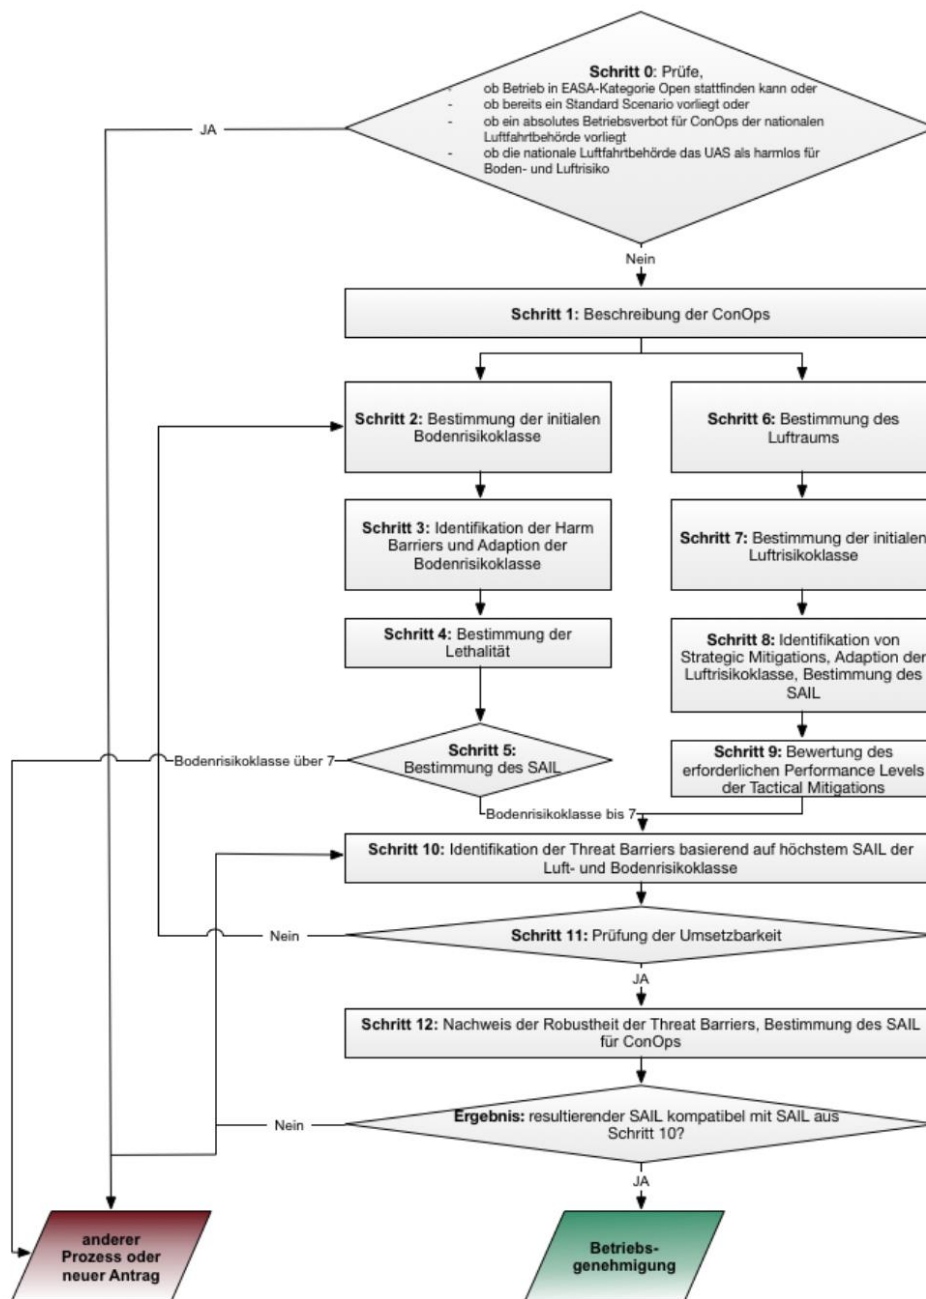 Schritt 0: Prüfe,
- ob Betrieb in EASA-Kategorie Open stattfinden kann oder
- ob bereits ein Standard Scenario vorliegt oder
- ob ein absolutes Betriebsverbot für ConOps der nationalen
Luftfahrtbehörde vorliegt
- ob die nationale Luftfahrtbehörde das UAS als harmlos für
Boden- und Luftrisiko
JA
Nein
Schritt 1: Beschreibung der ConOps
Schritt 2: Bestimmung der initialen
Bodenrisikoklasse
Schritt 6: Bestimmung des
Luftraums
Schritt 3: Identifikation der Harm
Barriers und Adaption der
Bodenrisikoklasse
Schritt 7: Bestimmung der initialen
Luftrisikoklasse
Schritt 4: Bestimmung der
Lethalität
Schritt 8: Identifikation von
Strategic Mitigations, Adaption der
Luftrisikoklasse, Bestimmung des
SAIL
Bodenrisikoklasse über 7
Schritt 5:
Bestimmung des SAIL
Schritt 9: Bewertung des
erforderlichen Performance Levels
der Tactical Mitigations
Bodenrisikoklasse bis 7
Schritt 10: Identifikation der Threat Barriers basierend auf höchstem SAIL der
Luft- und Bodenrisikoklasse
Nein
Schritt 11: Prüfung der Umsetzbarkeit
JA
Schritt 12: Nachweis der Robustheit der Threat Barriers, Bestimmung des SAIL
für ConOps
Nein
Ergebnis: resultierender SAIL kompatibel mit SAIL aus
Schritt 10?
JA
anderer
Prozess oder
neuer Antrag
Betriebs-
genehmigung